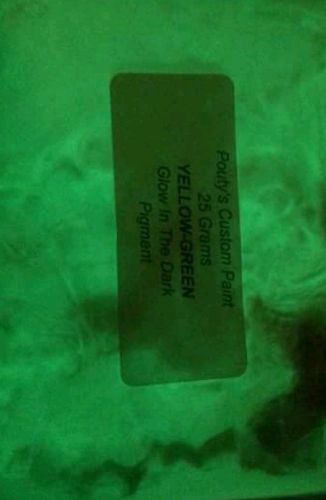 Pouty's Custom Paint
25 Grams
YELLOW-GREEN
Glow In The Dark
Pigment